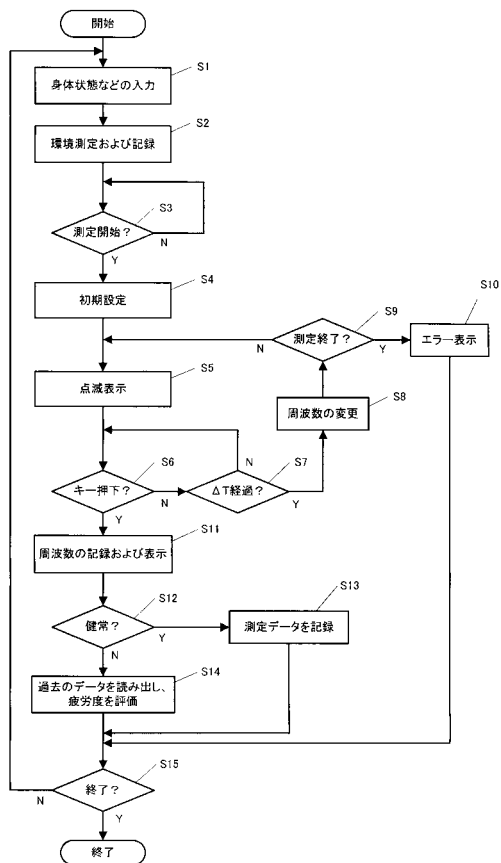 開始
身体状態などの入力
S1
環境測定および記録
S2
測定開始？
S3
N
Y
初期設定
S4
点滅表示
S5
キー押下？
S6
N
Y
ΔT経過？
S7
N
Y
周波数の変更
S8
測定終了？
S9
N
Y
エラー表示
S10
周波数の記録および表示
S11
健常？
S12
Y
N
測定データを記録
S13
過去のデータを読み出し、
疲労度を評価
S14
終了？
S15
N
Y
終了